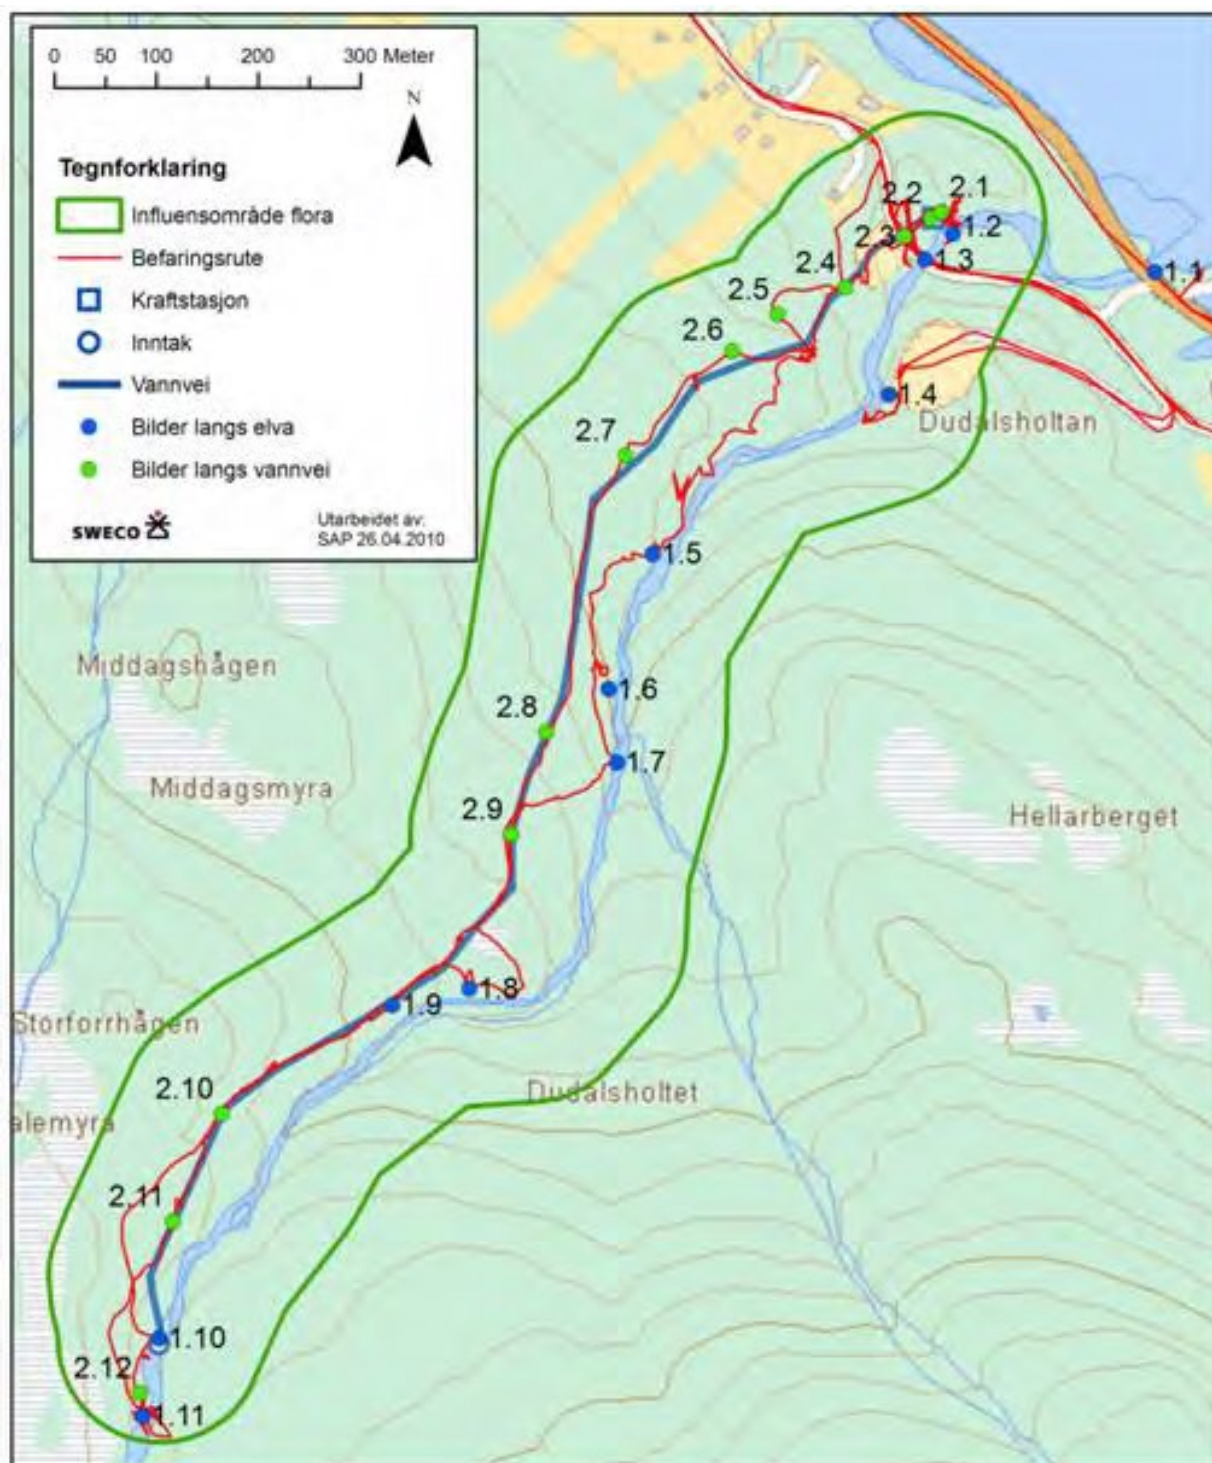 0 50 100 200 300 Meter
N
Tegnforklaring
Influensområde flora
Befaringsrute
Kraftstasjon
Inntak
Vannvei
Bilder langs elva
Bilder langs vannvei
SWECO
Utarbeidet av:
SAP 26.04.2010
2.2
2.1
2.3
1.2
1.3
1.1
2.4
2.5
2.6
1.4
Dudalsholtan
2.7
1.5
Middagshågen
1.6
2.8
1.7
Middagsmyra
2.9
Hellarberget
1.8
1.9
Storforrhågen
2.10
Dudalsholtet
alemyra
2.11
1.10
2.12
1.11